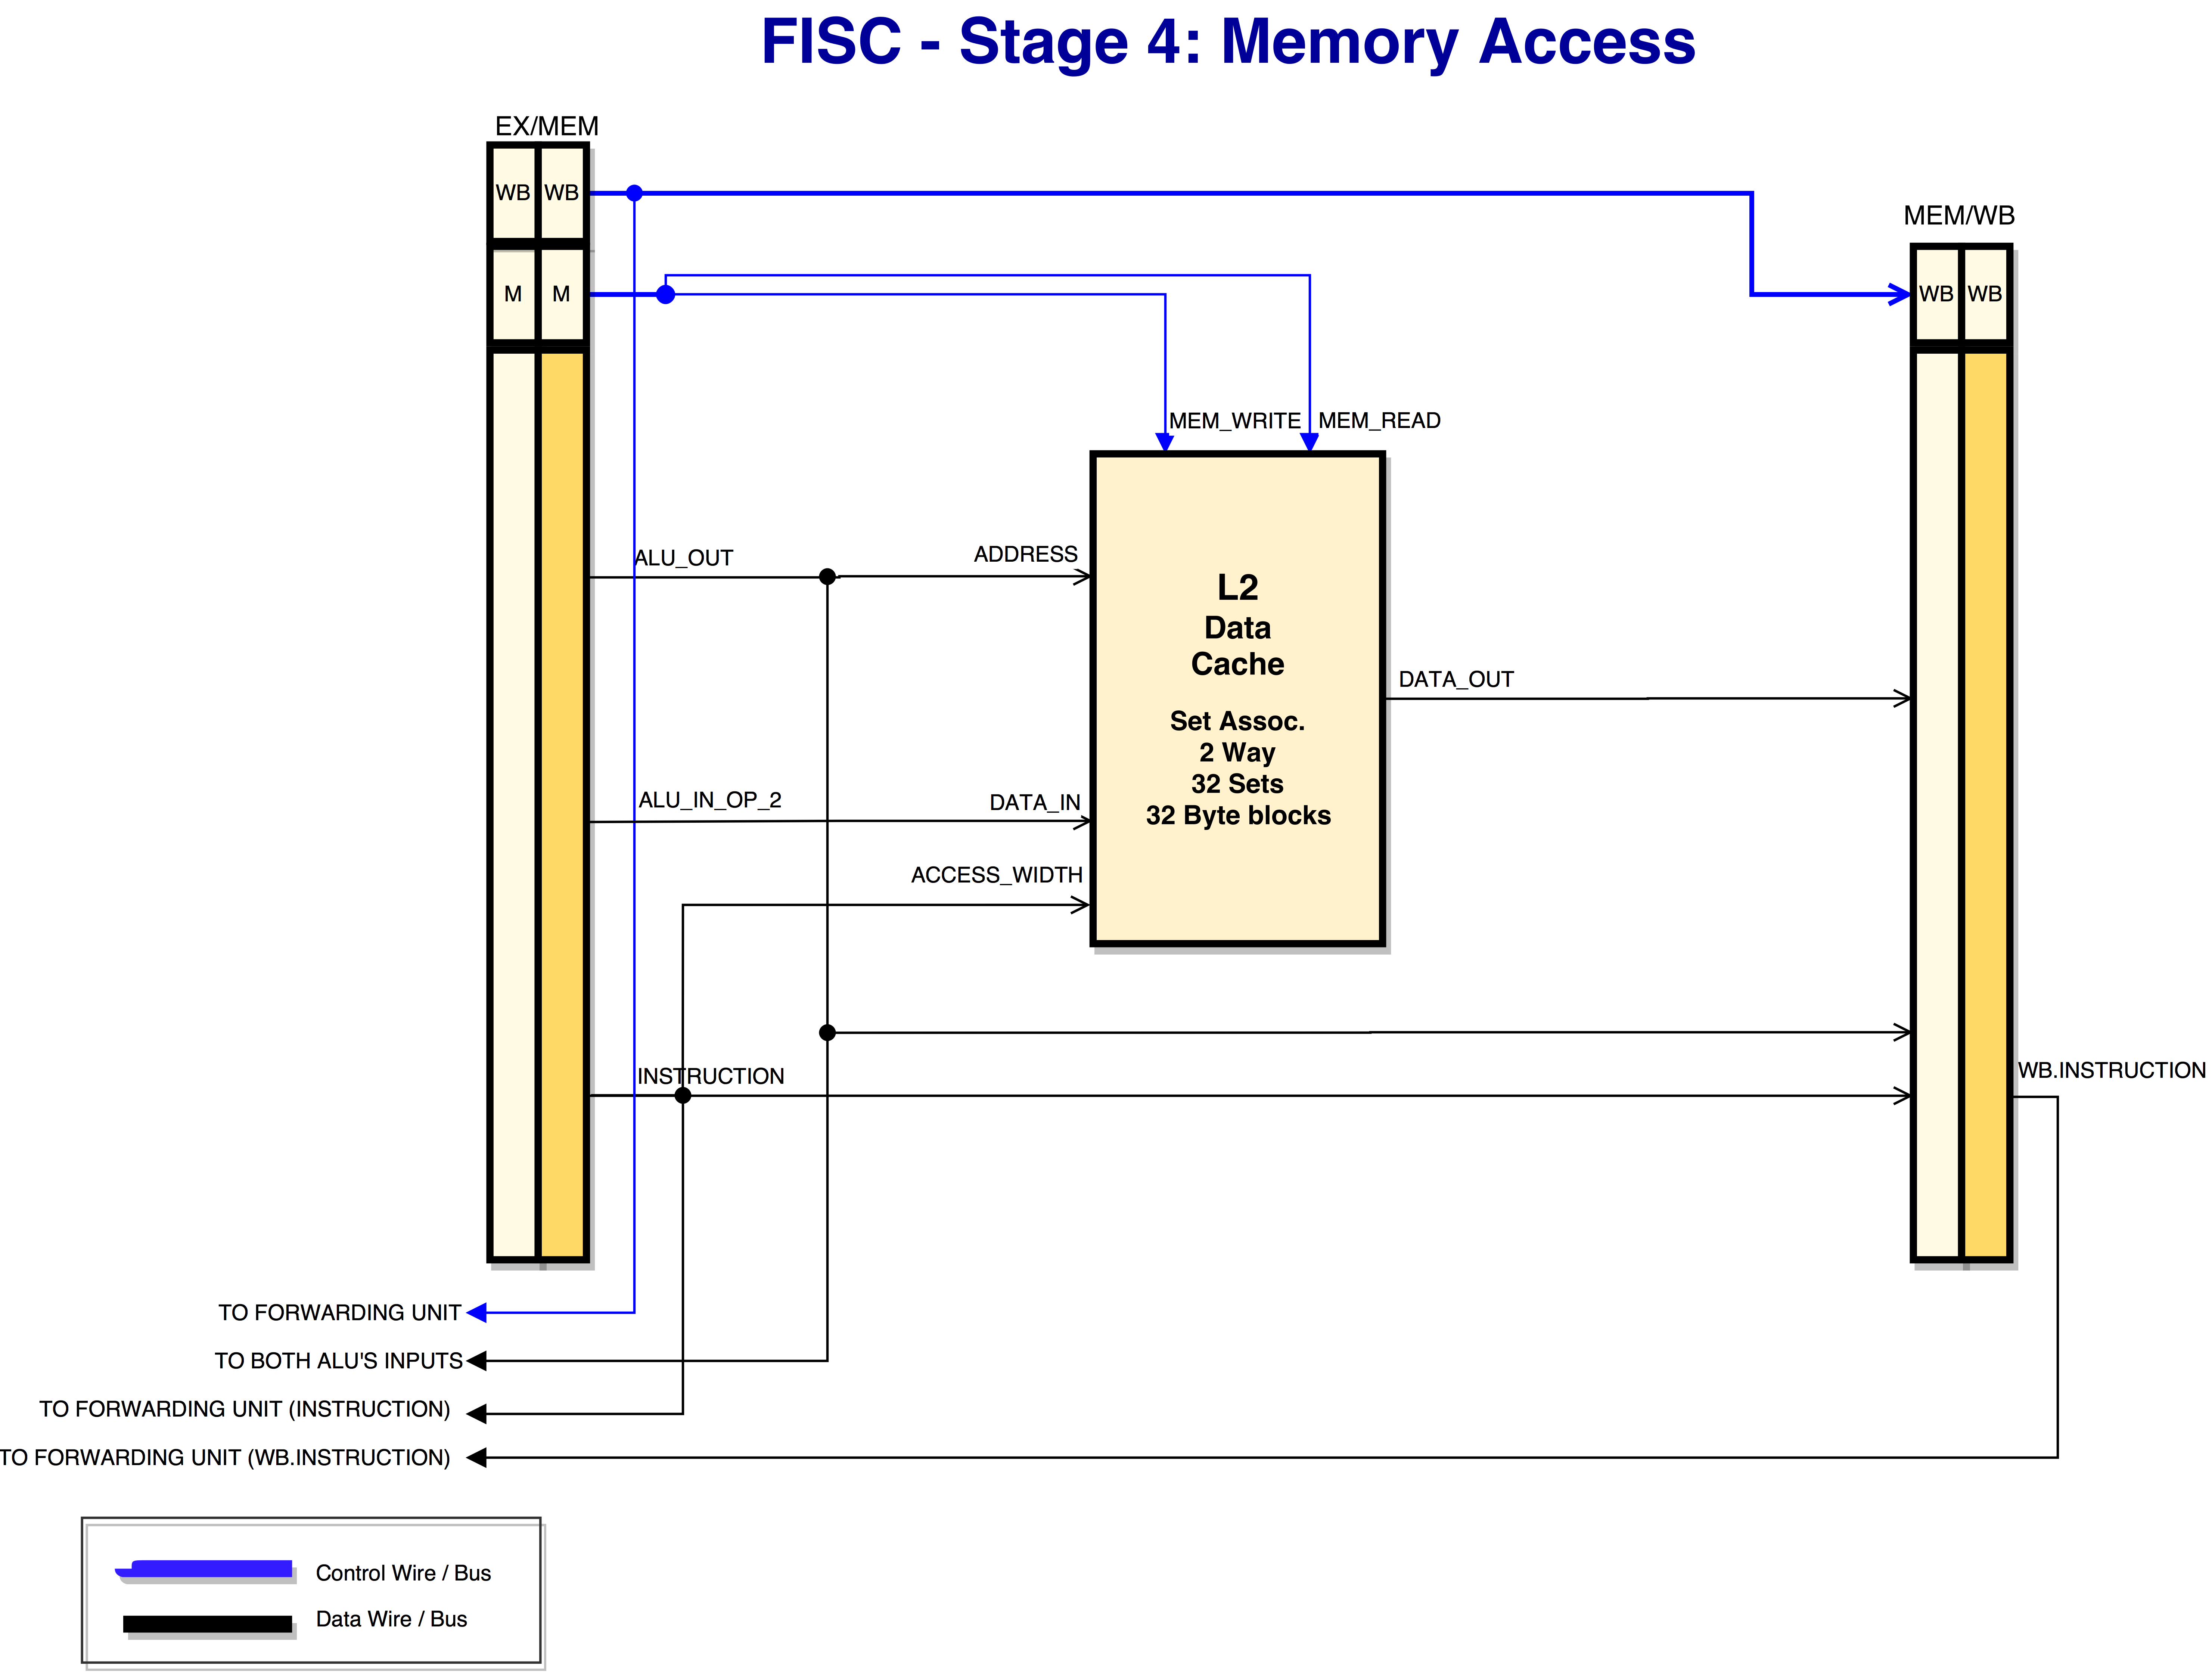 FISC - Stage 4: Memory Access
EX/MEM
WB WB
MEM/WB
M M
WB WB
MEM_WRITE MEM_READ
ALU_OUT
ADDRESS
L2
Data
Cache
DATA_OUT
Set Assoc.
2 Way
32 Sets
32 Byte blocks
ALU_IN_OP_2
DATA_IN
ACCESS_WIDTH
INSTRUCTION
WB.INSTRUCTION
TO FORWARDING UNIT
TO BOTH ALU'S INPUTS
TO FORWARDING UNIT (INSTRUCTION)
TO FORWARDING UNIT (WB.INSTRUCTION)
Control Wire / Bus
Data Wire / Bus